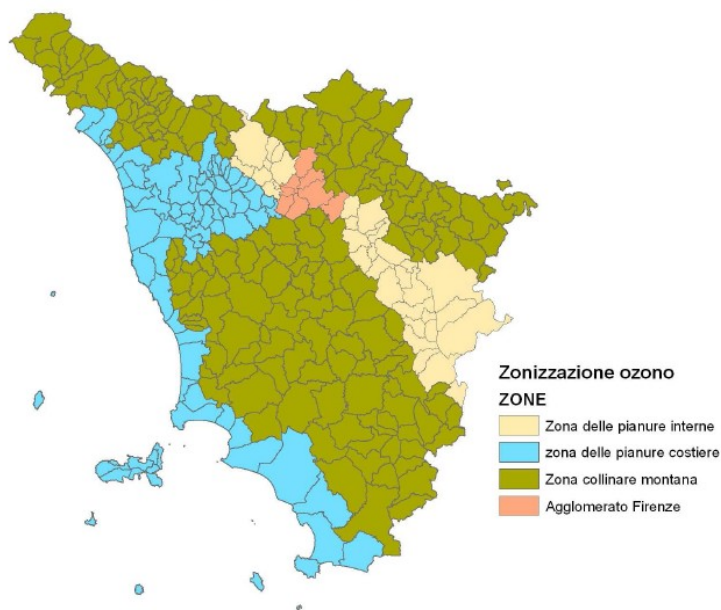 Zonizzazione ozono
ZONE
Zona delle pianure interne
zona delle pianure costiere
Zona collinare montana
Agglomerato Firenze